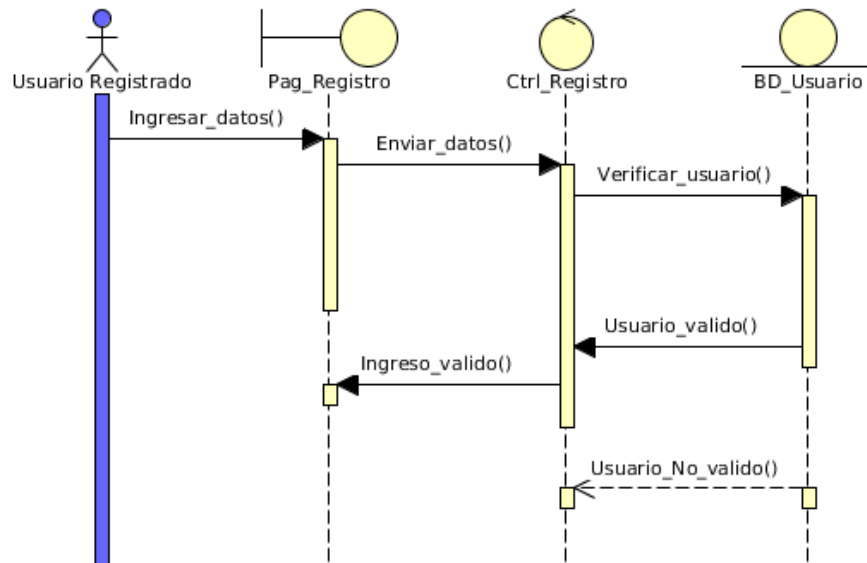 Usuario Registrado
Pag_Registro
Ctrl_Registro
BD_Usuario
Ingresar_datos()
Enviar_datos()
Verificar_usuario()
Usuario_valido()
Ingreso_valido()
Usuario_No_valido()